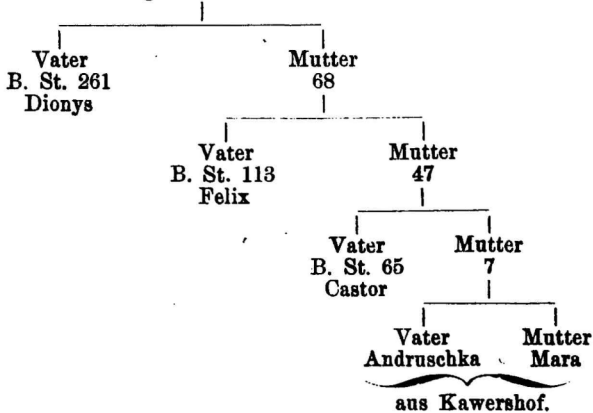 Vater Mutter
B. St. 261 68
Dionys
Vater Mutter
B. St. 113 47
Felix
Vater Mutter
B. St. 65 7
Castor
Vater Mutter
Andruschka Mara
aus Kawershof.